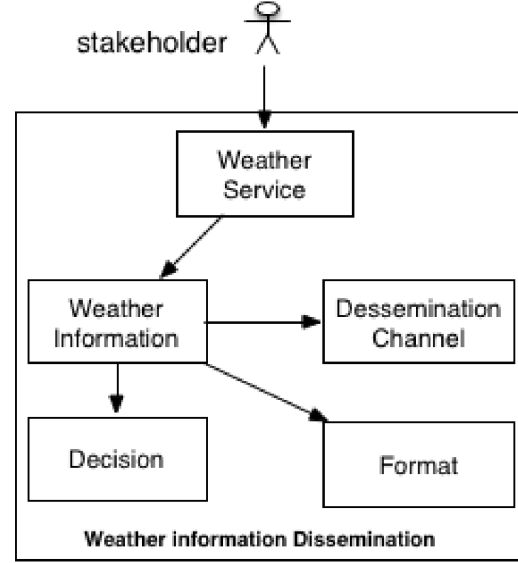 stakeholder
Weather
Service
Weather
Information
Dessemination
Channel
Decision
Format
Weather information Dissemination